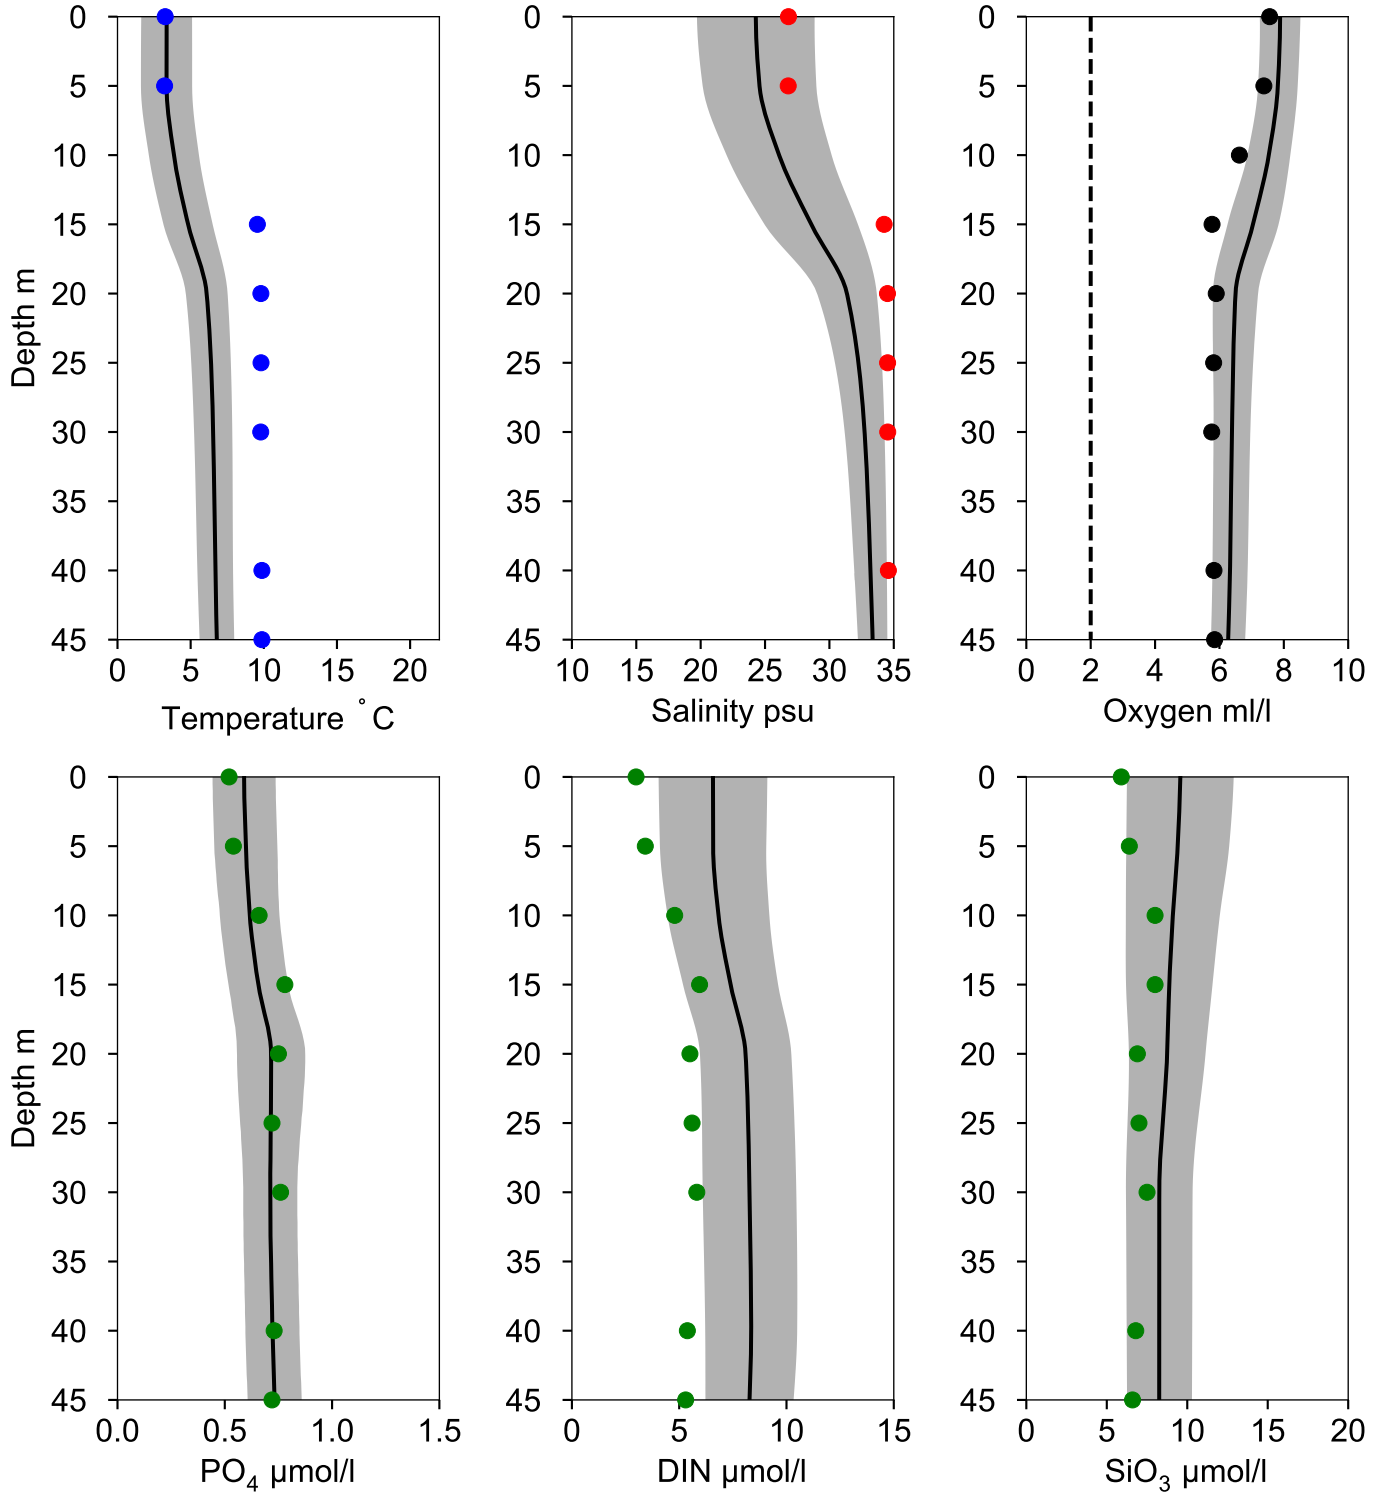 0 0 0
5 5 5
10 10 10
15 15 15
20 20 20
25 25 25
30 30 30
35 35 35
40 40 40
45 45 45
Depth m
0 5 10 15 20
10 15 20 25 30 35
0 2 4 6 8 10
Temperature °C
Salinity psu
Oxygen ml/l
0 0 0
5 5 5
10 10 10
15 15 15
20 20 20
25 25 25
30 30 30
35 35 35
40 40 40
45 45 45
Depth m
0.0 0.5 1.0 1.5
0 5 10 15
0 5 10 15 20
PO4 µmol/l
DIN µmol/l
SiO3 µmol/l